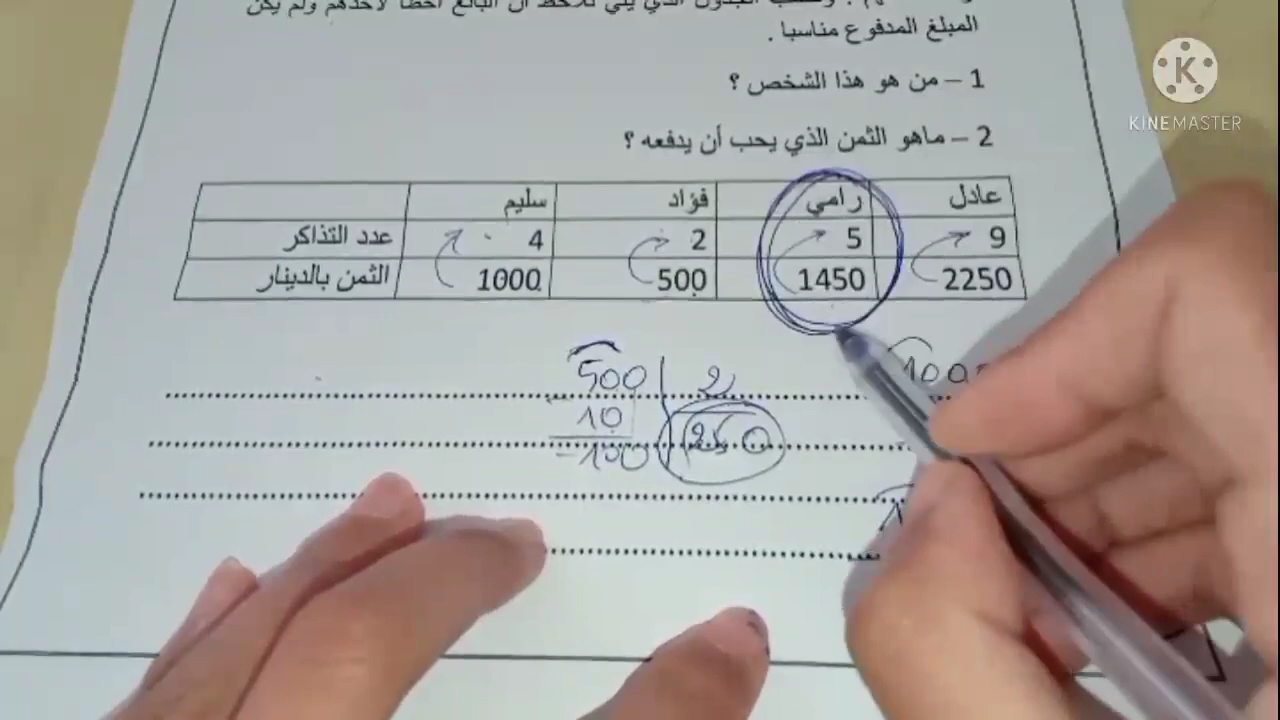 المبلغ المدفوع مناسبا .
1 – من هو هذا الشخص ؟
2 – ماهو الثمن الذي يحب أن يدفعه ؟
عادل رامي فؤاد سليم
9 5 2 4 عدد التذاكر
2250 1450 500 1000 الثمن بالدينار
500 2
10 250
100
K
KINEMASTER